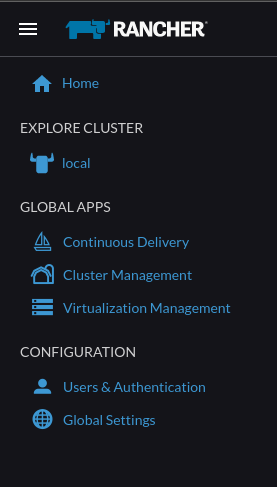 RANCHER
Home
EXPLORE CLUSTER
local
GLOBAL APPS
Continuous Delivery
Cluster Management
Virtualization Management
CONFIGURATION
Users & Authentication
Global Settings